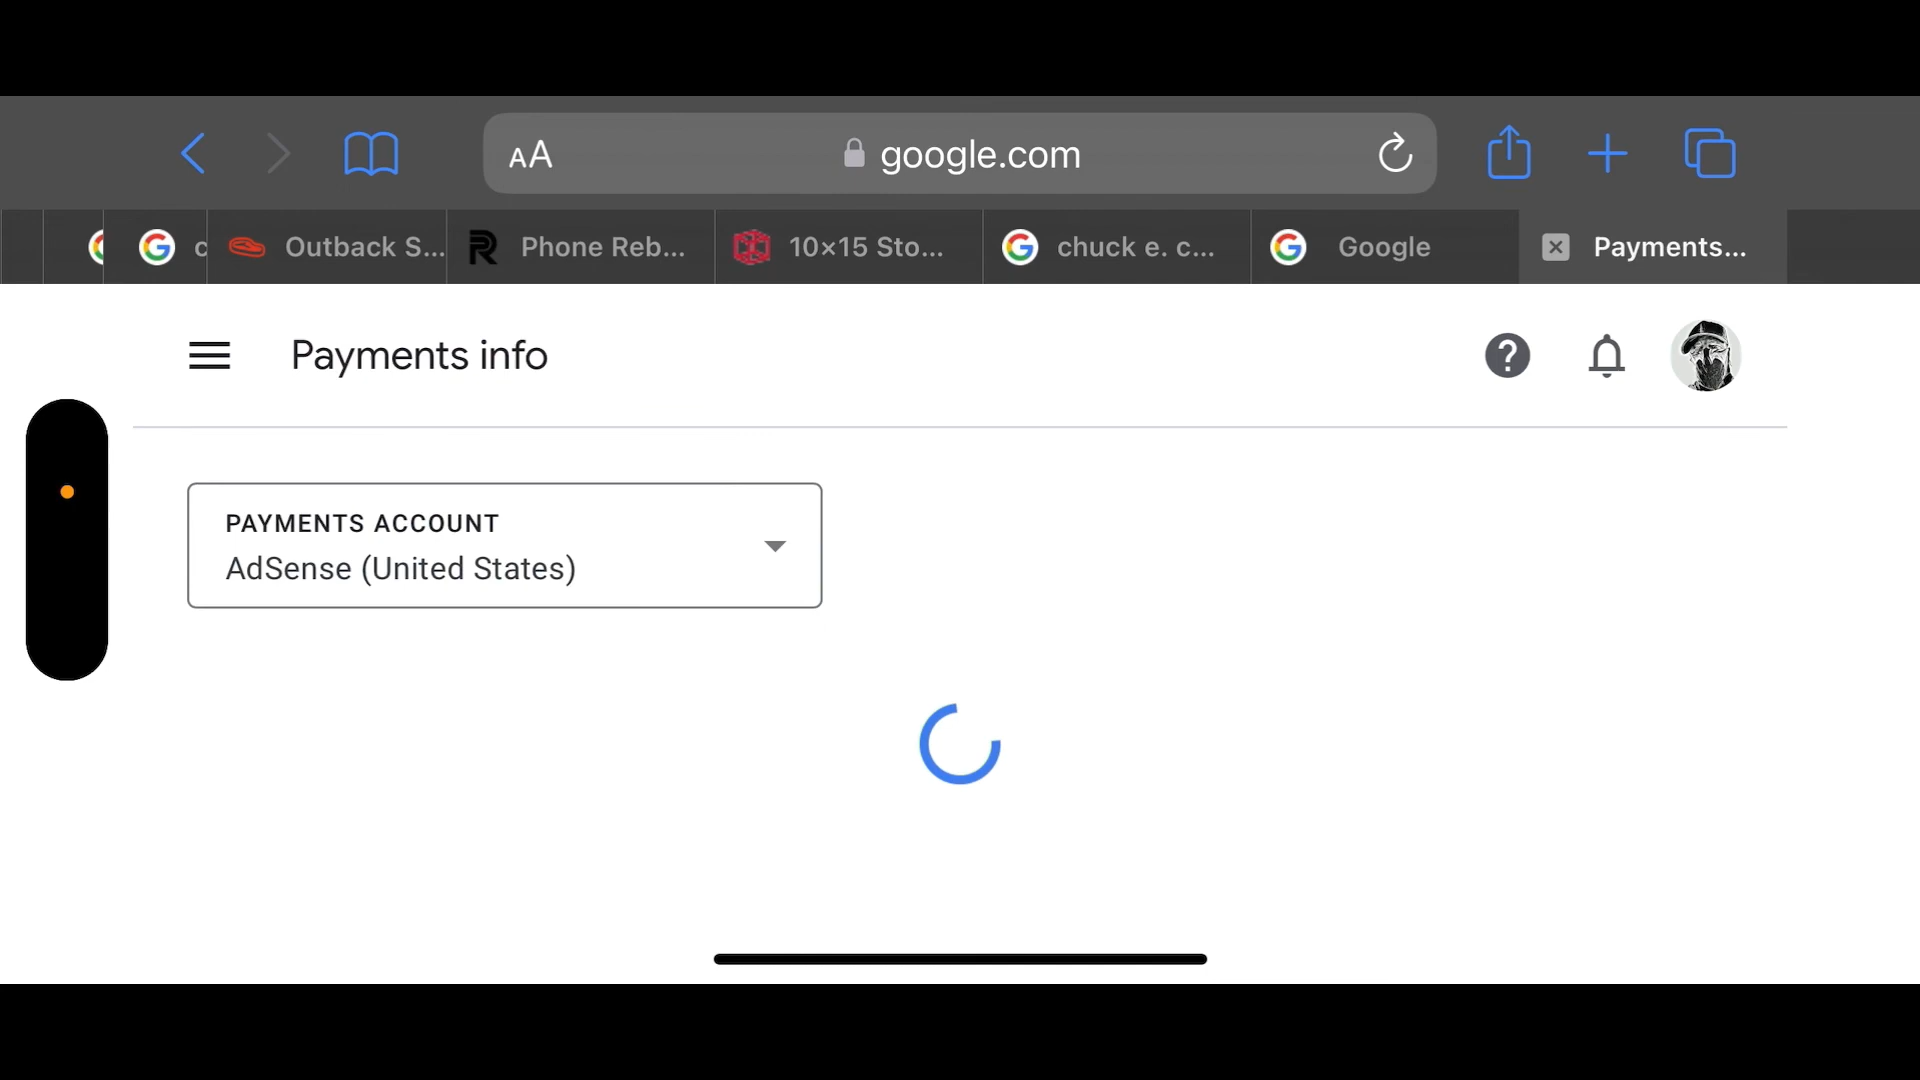 AA
google.com
c
Outback S...
Phone Reb...
10×15 Sto...
chuck e. c...
Google
Payments...
Payments info
PAYMENTS ACCOUNT
AdSense (United States)